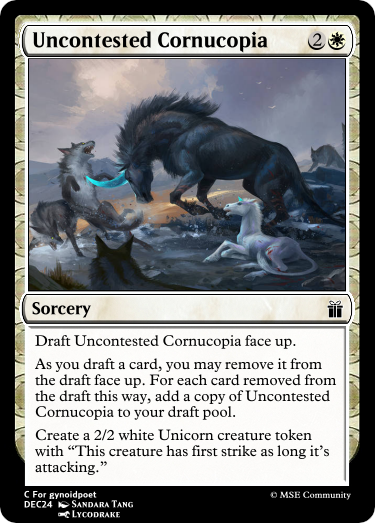 Uncontested Cornucopia 2
Sorcery
Draft Uncontested Cornucopia face up.
As you draft a card, you may remove it from
the draft face up. For each card removed from
the draft this way, add a copy of Uncontested
Cornucopia to your draft pool.
Create a 2/2 white Unicorn creature token
with “This creature has first strike as long it’s
attacking.”
C For gynoidpoet
DEC24 Sandara Tang
Lycodrake
© MSE Community